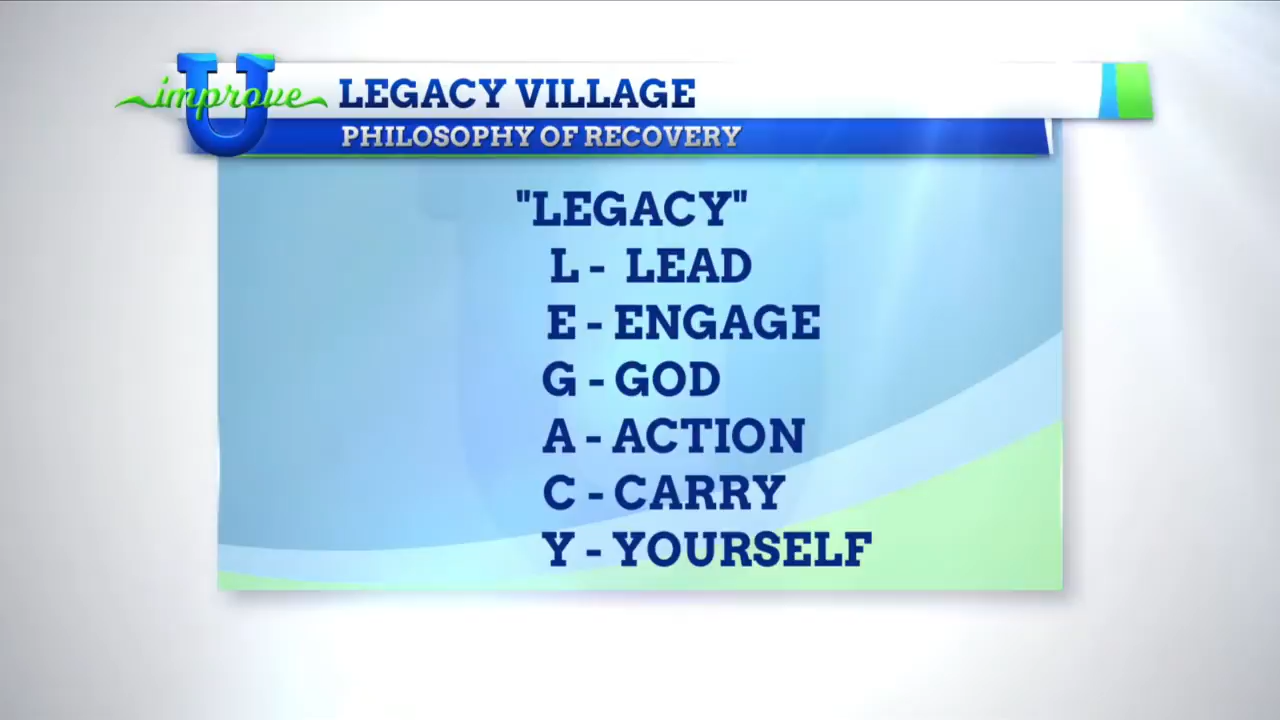 improve U
LEGACY VILLAGE
PHILOSOPHY OF RECOVERY
"LEGACY"
L - LEAD
E - ENGAGE
G - GOD
A - ACTION
C - CARRY
Y - YOURSELF